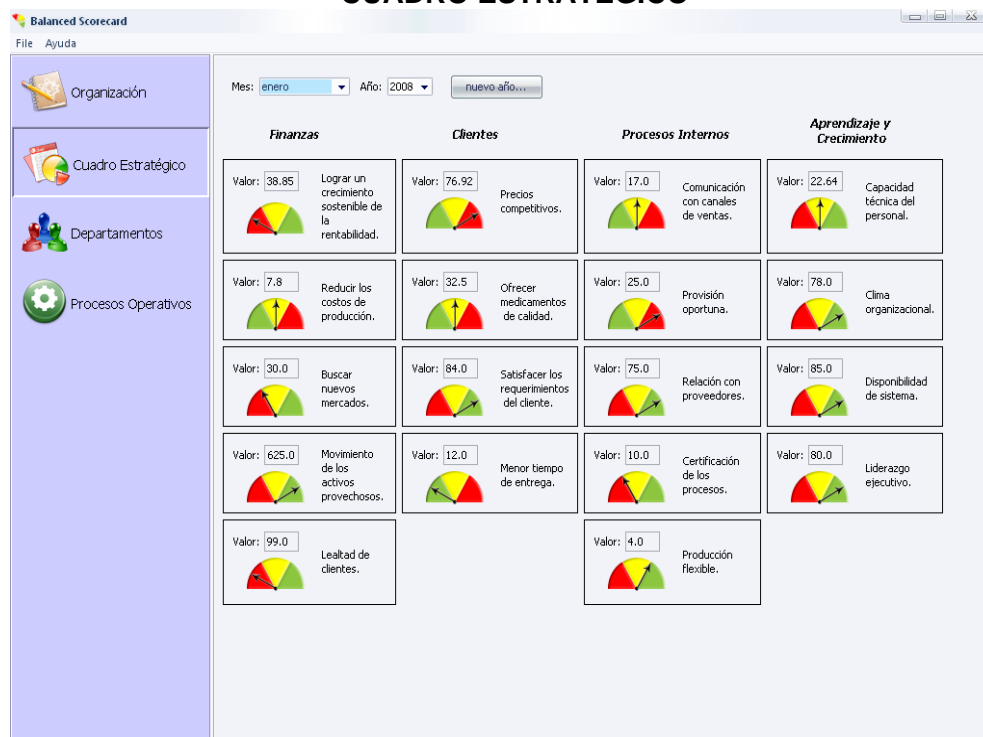 CUADRO ESTRATÉGICO
Balanced Scorecard
File Ayuda
Organización
Cuadro Estratégico
Departamentos
Procesos Operativos
Mes: enero Año: 2008 nuevo año...
Finanzas
Valor: 38.85
Lograr un
crecimiento
sostenible de
la
rentabilidad.
Valor: 7.8
Reducir los
costos de
producción.
Valor: 30.0
Buscar
nuevos
mercados.
Valor: 625.0
Movimiento
de los
activos
provechosos.
Valor: 99.0
Lealtad de
clientes.
Clientes
Valor: 76.92
Precios
competitivos.
Valor: 32.5
Ofrecer
medicamentos
de calidad.
Valor: 84.0
Satisfacer los
requerimientos
del cliente.
Valor: 12.0
Menor tiempo
de entrega.
Procesos Internos
Valor: 17.0
Comunicación
con canales
de ventas.
Valor: 25.0
Provisión
oportuna.
Valor: 75.0
Relación con
proveedores.
Valor: 10.0
Certificación
de los
procesos.
Valor: 4.0
Producción
flexible.
Aprendizaje y
Crecimiento
Valor: 22.64
Capacidad
técnica del
personal.
Valor: 78.0
Clima
organizacional.
Valor: 85.0
Disponibilidad
de sistema.
Valor: 80.0
Liderazgo
ejecutivo.